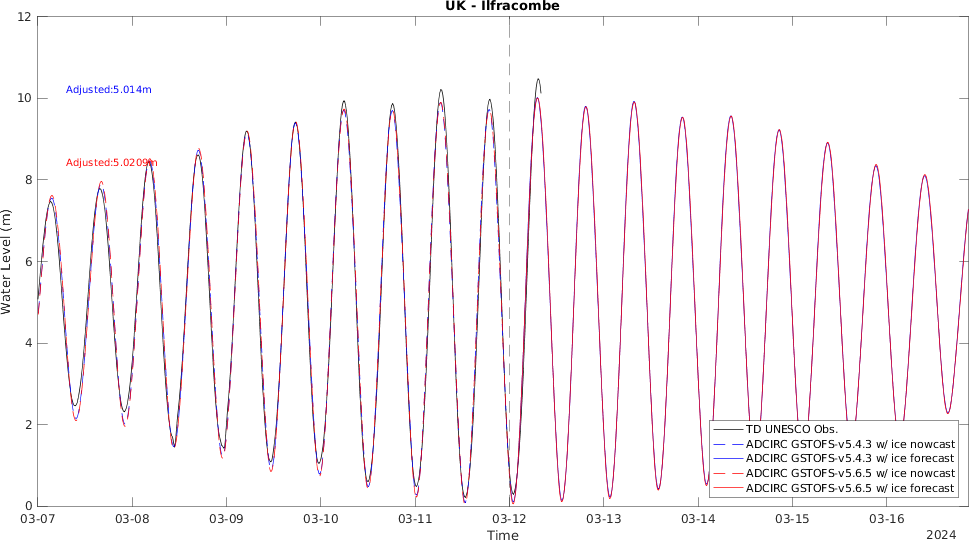 UK - Ilfracombe
12
10
8
6
4
2
0
Water Level (m)
Adjusted:5.014m
Adjusted:5.0209m
TD UNESCO Obs.
ADCIRC GSTOFS-v5.4.3 w/ ice nowcast
ADCIRC GSTOFS-v5.4.3 w/ ice forecast
ADCIRC GSTOFS-v5.6.5 w/ ice nowcast
ADCIRC GSTOFS-v5.6.5 w/ ice forecast
03-07 03-08 03-09 03-10 03-11 03-12 03-13 03-14 03-15 03-16
Time
2024